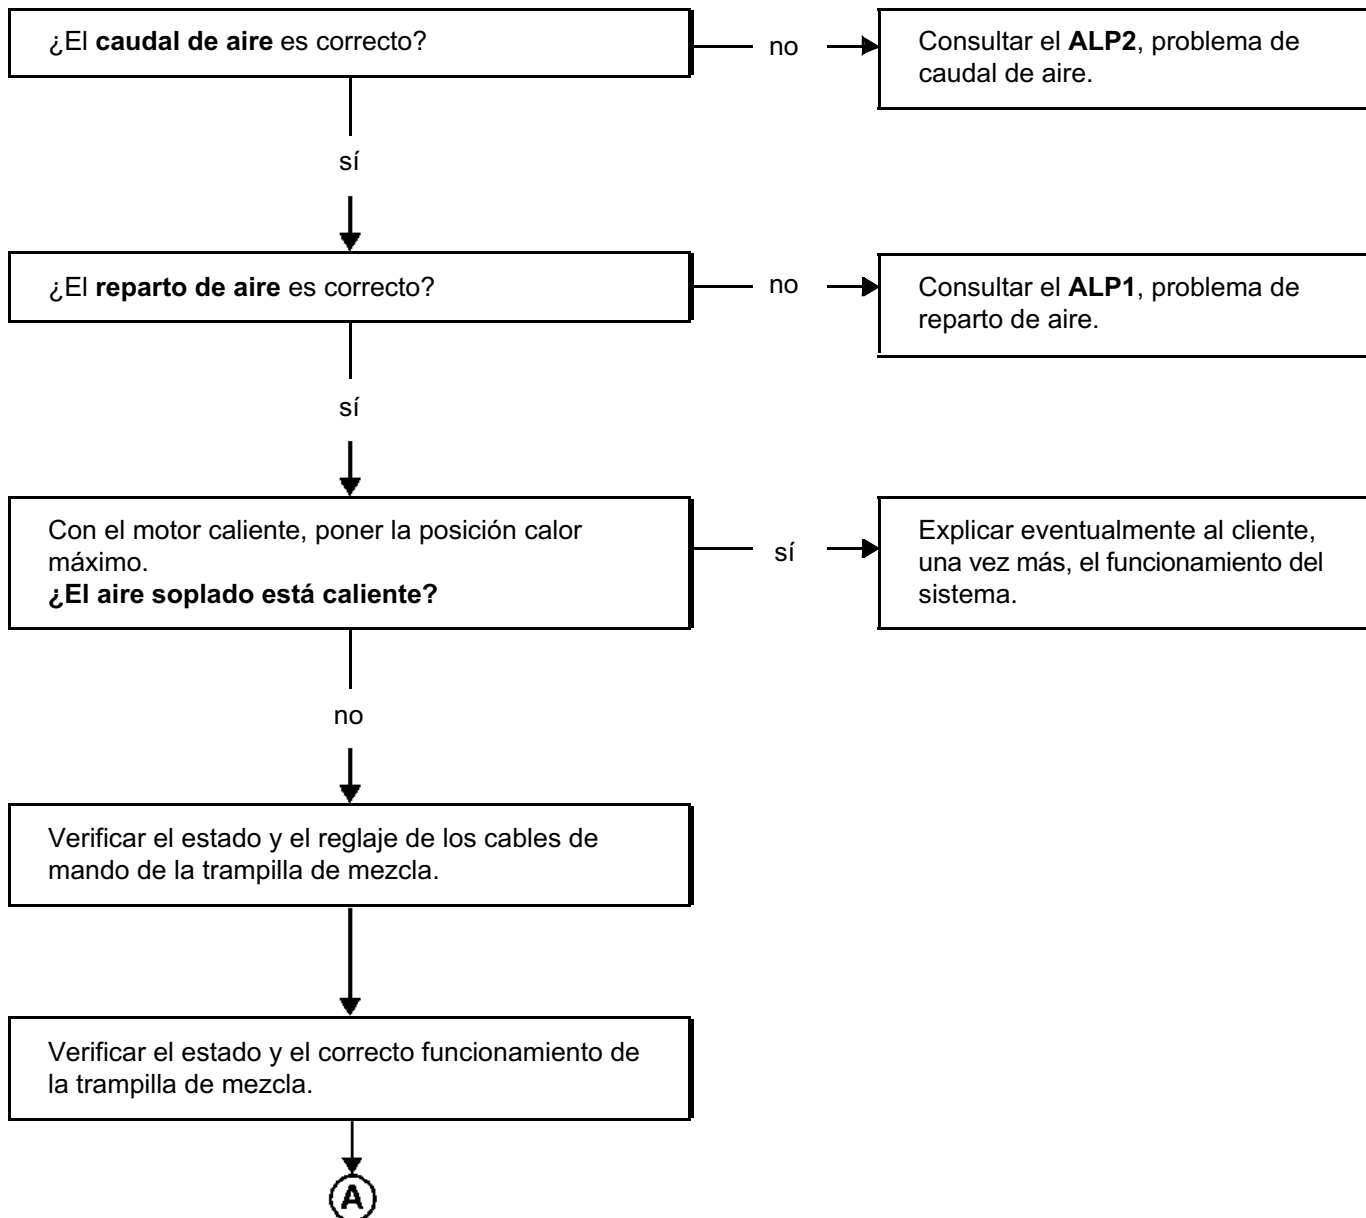 ¿El caudal de aire es correcto?
no
Consultar el ALP2, problema de
caudal de aire.
sí
¿El reparto de aire es correcto?
no
Consultar el ALP1, problema de
reparto de aire.
sí
Con el motor caliente, poner la posición calor
máximo.
¿El aire soplado está caliente?
sí
Explicar eventualmente al cliente,
una vez más, el funcionamiento del
sistema.
no
Verificar el estado y el reglaje de los cables de
mando de la trampilla de mezcla.
Verificar el estado y el correcto funcionamiento de
la trampilla de mezcla.
A